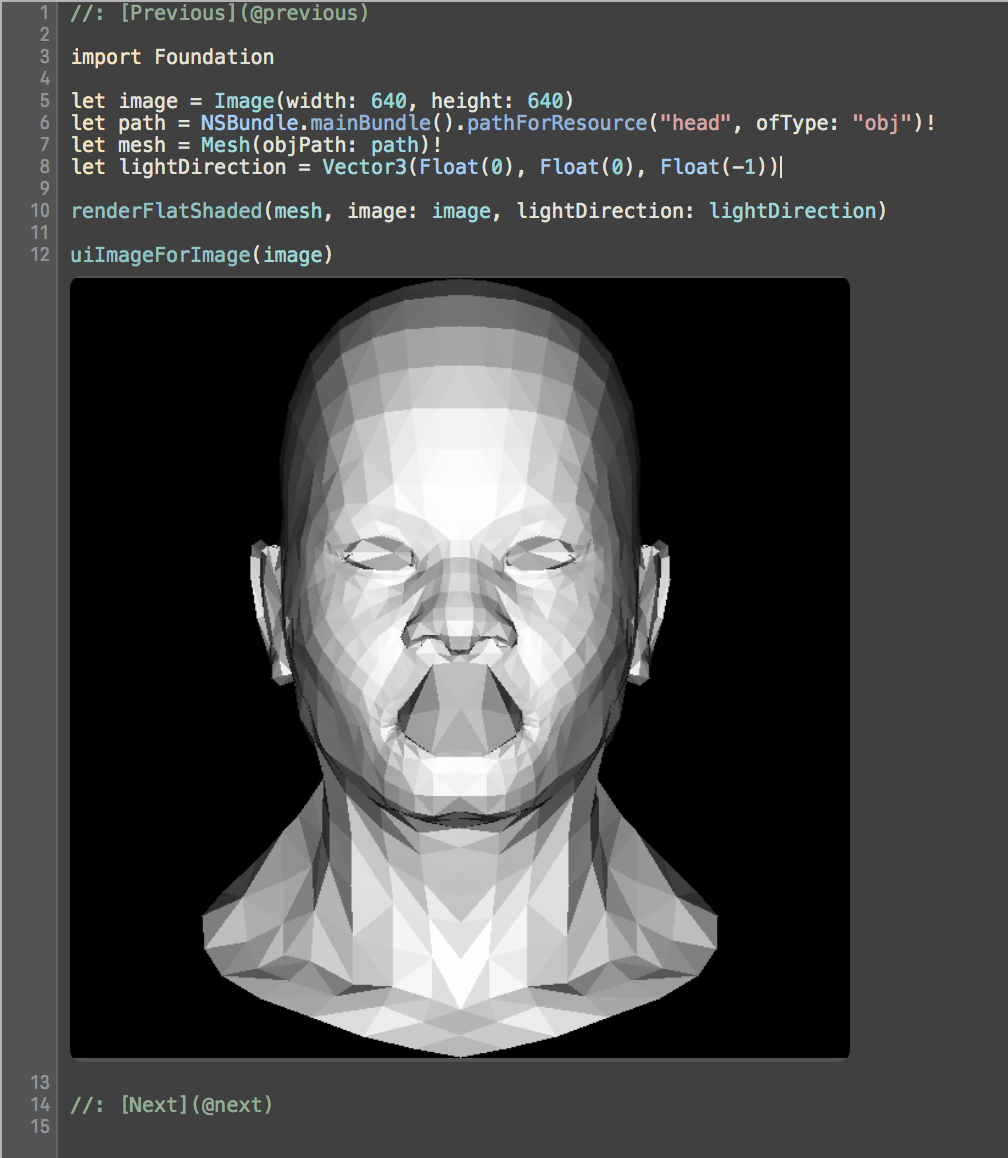 1 //: [Previous](@previous)
2
3 import Foundation
4
5 let image = Image(width: 640, height: 640)
6 let path = NSBundle.mainBundle().pathForResource("head", ofType: "obj")!
7 let mesh = Mesh(objPath: path)!
8 let lightDirection = Vector3(Float(0), Float(0), Float(-1))
9
10 renderFlatShaded(mesh, image: image, lightDirection: lightDirection)
11
12 uiImageForImage(image)
13
14 //: [Next](@next)
15